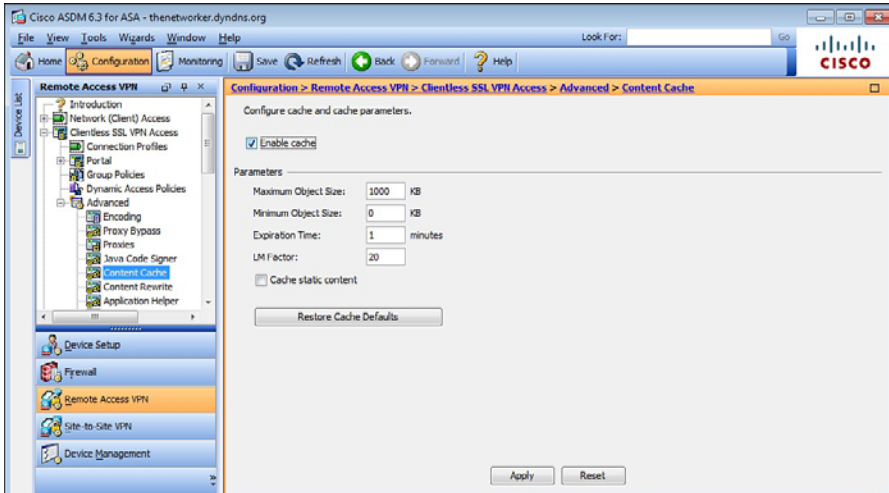 Cisco ASDM 6.3 for ASA - thenetworker.dyndns.org
File View Tools Wizards Window Help
Look For:
Go
Home Configuration Monitoring Save Refresh Back Forward Help
CISCO
Device List
Remote Access VPN
Introduction
Network (Client) Access
Clientless SSL VPN Access
Connection Profiles
Portal
Group Policies
Dynamic Access Policies
Advanced
Encoding
Proxy Bypass
Proxies
Java Code Signer
Content Cache
Content Rewrite
Application Helper
Device Setup
Firewall
Remote Access VPN
Site-to-Site VPN
Device Management
Configuration > Remote Access VPN > Clientless SSL VPN Access > Advanced > Content Cache
Configure cache and cache parameters.
Enable cache
Parameters
Maximum Object Size: 1000 KB
Minimum Object Size: 0 KB
Expiration Time: 1 minutes
LM Factor: 20
Cache static content
Restore Cache Defaults
Apply Reset